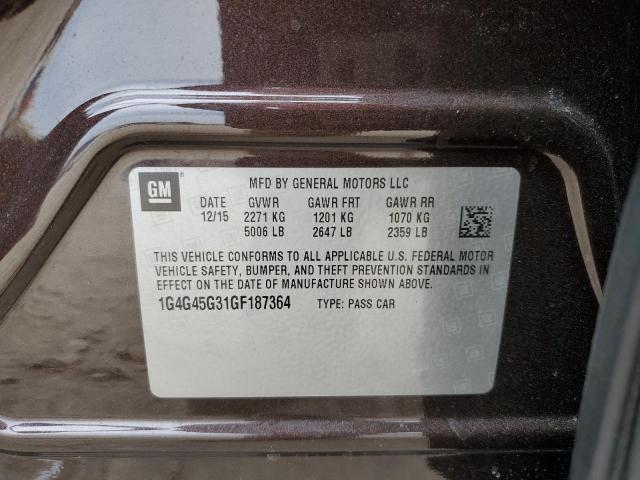 GM
MFD BY GENERAL MOTORS LLC
DATE GVWR GAWR FRT GAWR RR
12/15 2271 KG 1201 KG 1070 KG
5006 LB 2647 LB 2359 LB
THIS VEHICLE CONFORMS TO ALL APPLICABLE U.S. FEDERAL MOTOR
VEHICLE SAFETY, BUMPER, AND THEFT PREVENTION STANDARDS IN
EFFECT ON THE DATE OF MANUFACTURE SHOWN ABOVE.
1G4G45G31GF187364 TYPE: PASS CAR